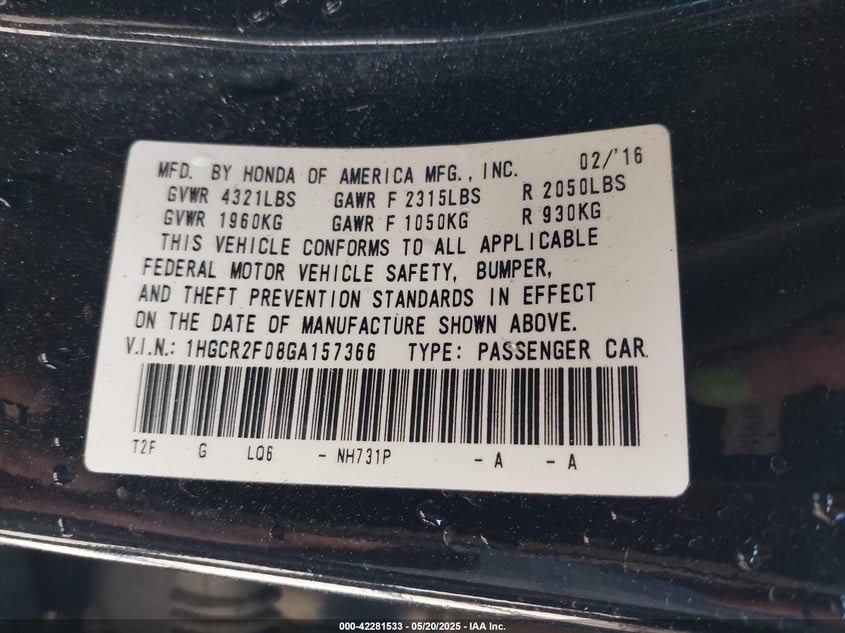 MFD. BY HONDA OF AMERICA MFG., INC. 02/'16
GVWR 4321LBS GAWR F 2315LBS R 2050LBS
GVWR 1960KG GAWR F 1050KG R 930KG
THIS VEHICLE CONFORMS TO ALL APPLICABLE
FEDERAL MOTOR VEHICLE SAFETY, BUMPER,
AND THEFT PREVENTION STANDARDS IN EFFECT
ON THE DATE OF MANUFACTURE SHOWN ABOVE.
V.I.N.: 1HGCR2F08GA157366 TYPE: PASSENGER CAR
T2F G LQ6 - NH731P - A - A
000-42281533 - 05/20/2025 - IAA Inc.